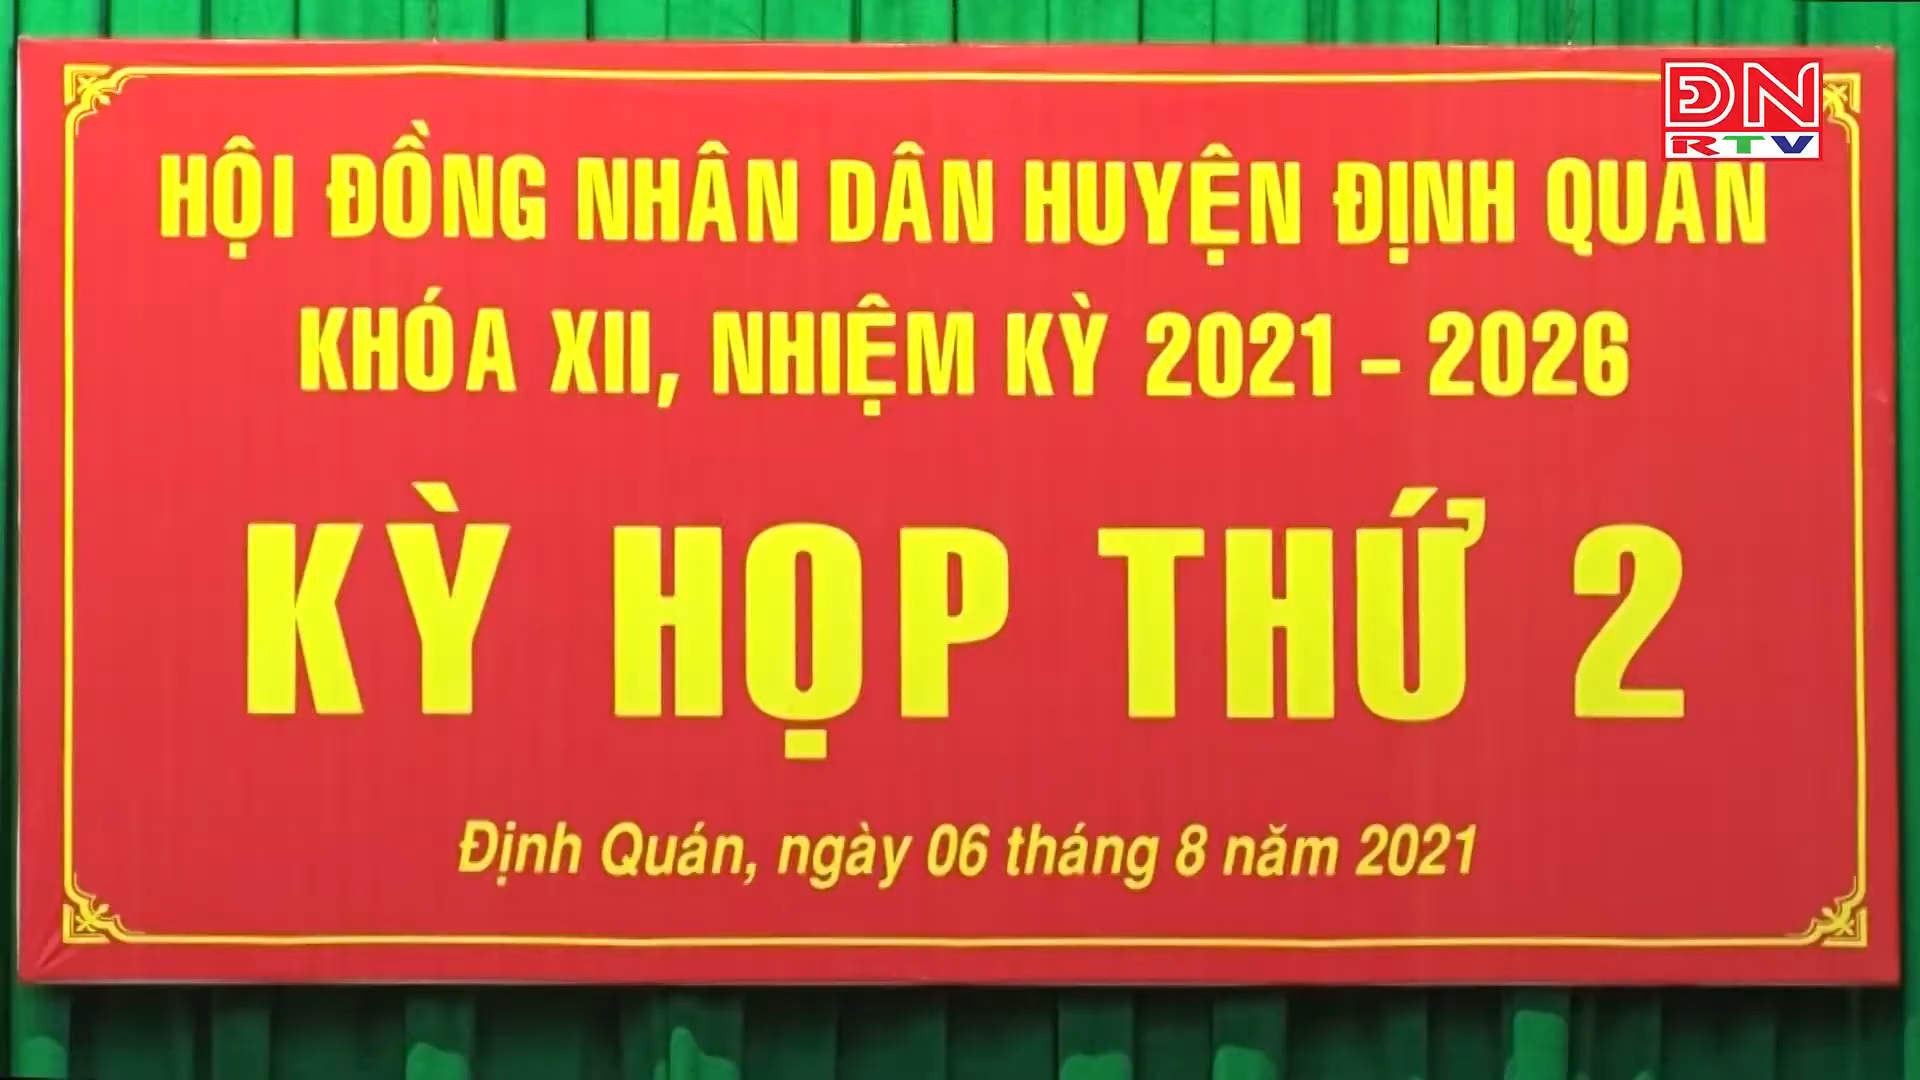 ĐN
RTV
HỘI ĐỒNG NHÂN DÂN HUYỆN ĐỊNH QUÁN
KHÓA XII, NHIỆM KỲ 2021 - 2026
KỲ HỌP THỨ 2
Định Quán, ngày 06 tháng 8 năm 2021